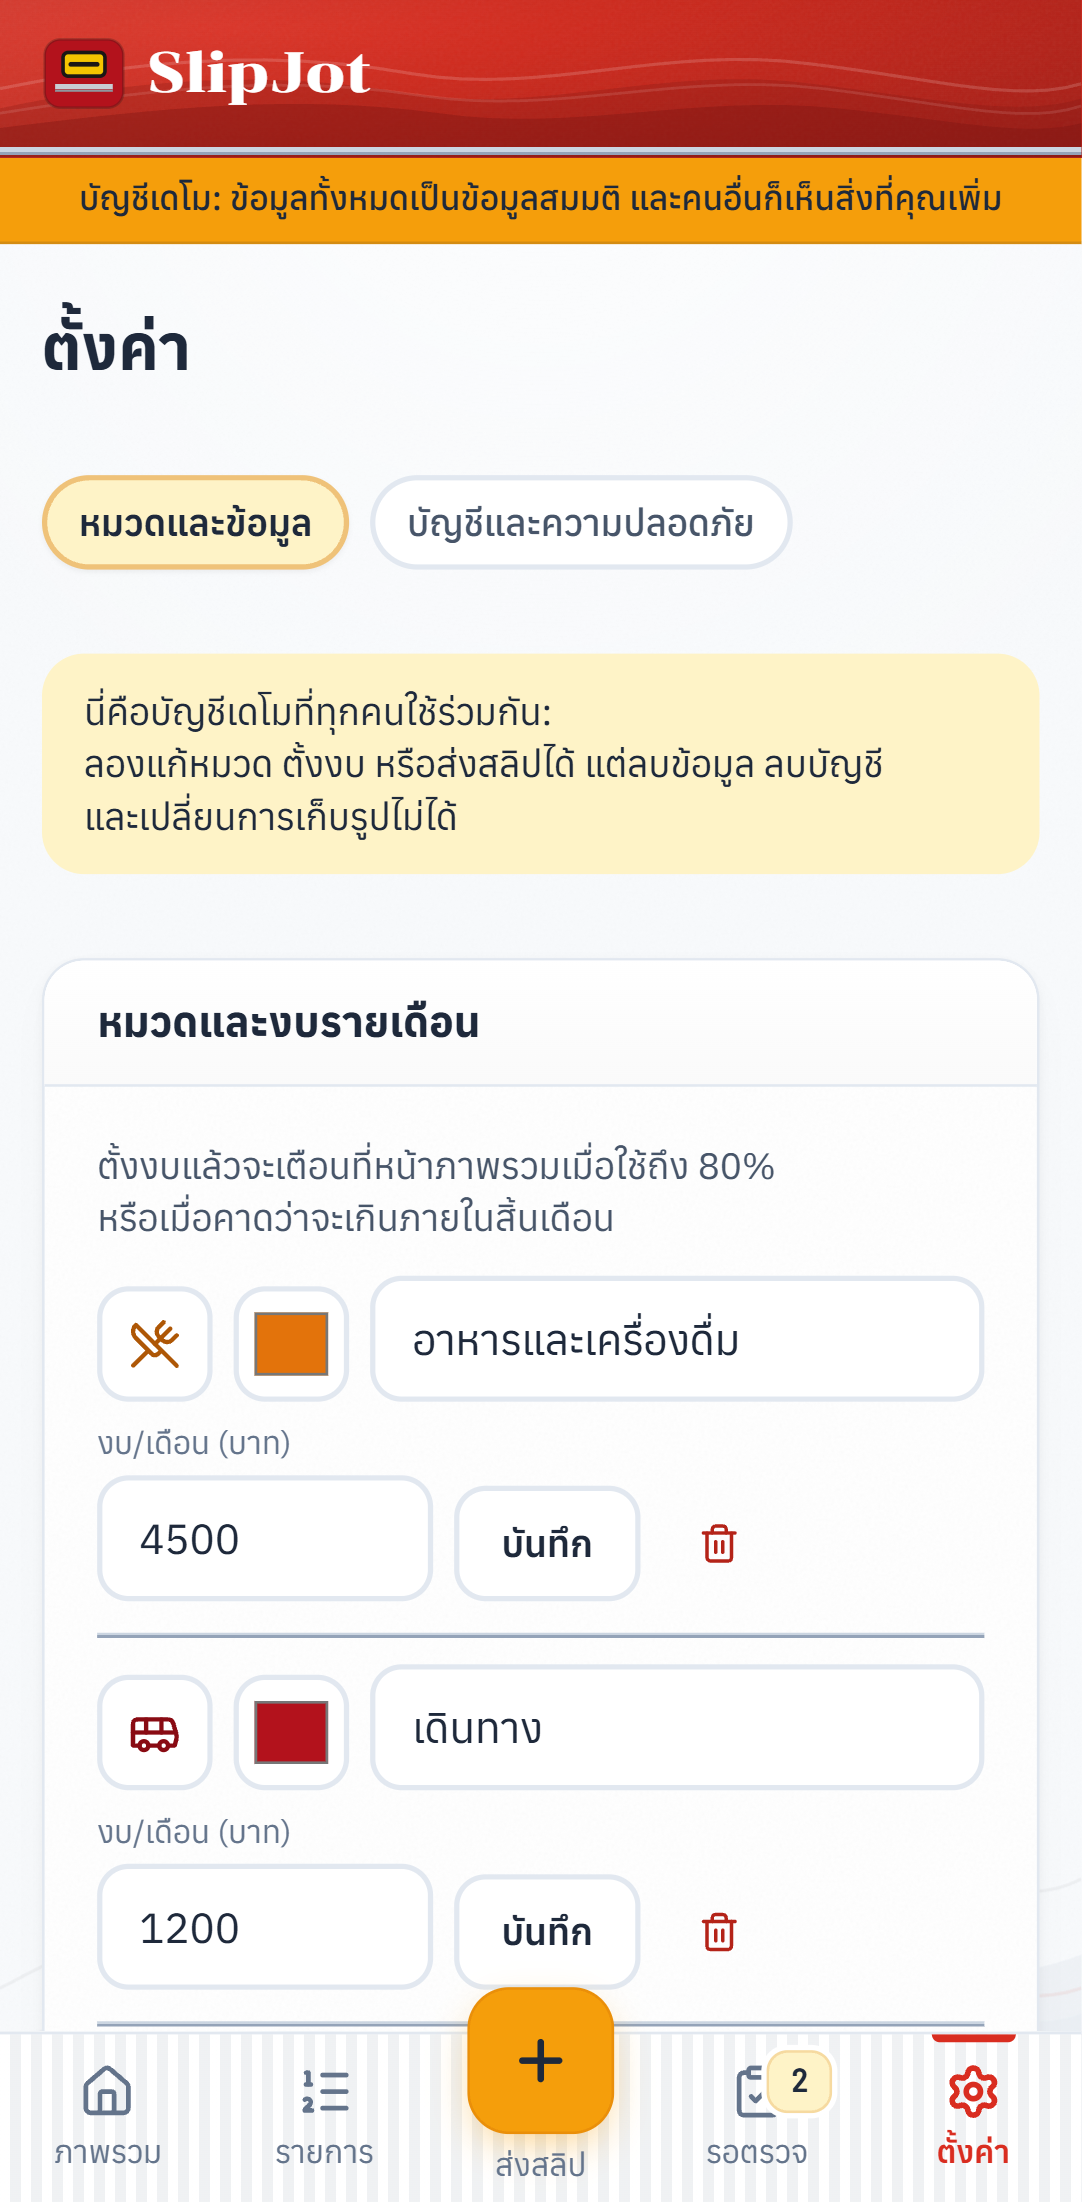 SlipJot
บัญชีเดโม: ข้อมูลทั้งหมดเป็นข้อมูลสมมติ และคนอื่นก็เห็นสิ่งที่คุณเพิ่ม
ตั้งค่า
หมวดและข้อมูล
บัญชีและความปลอดภัย
นี่คือบัญชีเดโมที่ทุกคนใช้ร่วมกัน:
ลองแก้หมวด ตั้งงบ หรือส่งสลิปได้ แต่ลบข้อมูล ลบบัญชี
และเปลี่ยนการเก็บรูปไม่ได้
หมวดและงบรายเดือน
ตั้งงบแล้วจะเตือนที่หน้าภาพรวมเมื่อใช้ถึง 80%
หรือเมื่อคาดว่าจะเกินภายในสิ้นเดือน
อาหารและเครื่องดื่ม
งบ/เดือน (บาท)
4500
บันทึก
เดินทาง
งบ/เดือน (บาท)
1200
บันทึก
2
ภาพรวม
รายการ
ส่งสลิป
รอตรวจ
ตั้งค่า